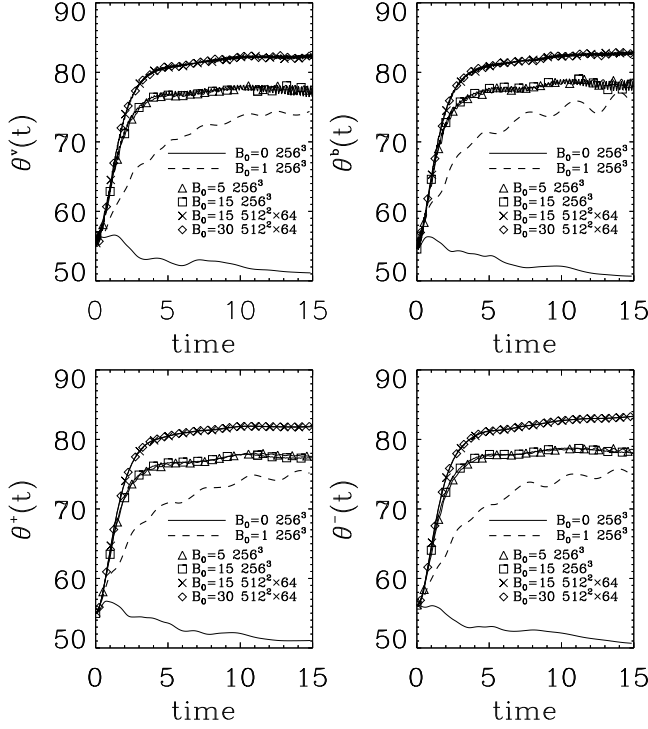 90
80
70
60
50
θᵛ(t)
B₀=0 256³
B₀=1 256³
B₀=5 256³
B₀=15 256³
B₀=15 512²×64
B₀=30 512²×64
0 5 10 15
time
90
80
70
60
50
θᵇ(t)
B₀=0 256³
B₀=1 256³
B₀=5 256³
B₀=15 256³
B₀=15 512²×64
B₀=30 512²×64
0 5 10 15
time
90
80
70
60
50
θ⁺(t)
B₀=0 256³
B₀=1 256³
B₀=5 256³
B₀=15 256³
B₀=15 512²×64
B₀=30 512²×64
0 5 10 15
time
90
80
70
60
50
θ⁻(t)
B₀=0 256³
B₀=1 256³
B₀=5 256³
B₀=15 256³
B₀=15 512²×64
B₀=30 512²×64
0 5 10 15
time